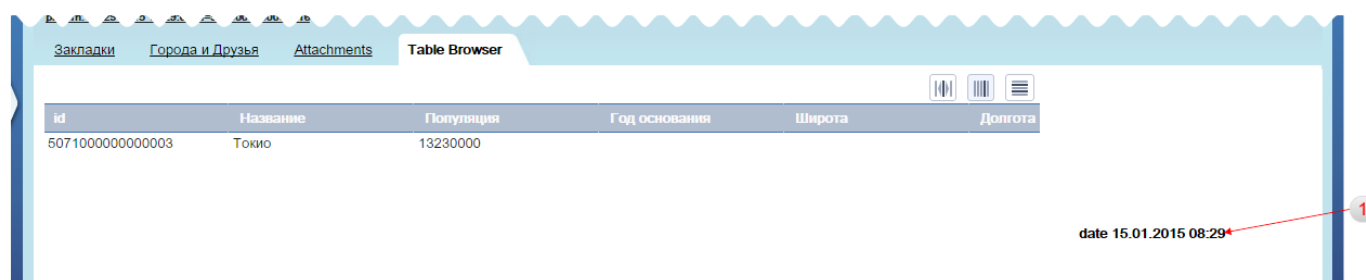 Закладки Города и Друзья Attachments Table Browser
id Название Популяция Год основания Широта Долгота
5071000000000003 Токио 13230000
1
date 15.01.2015 08:29